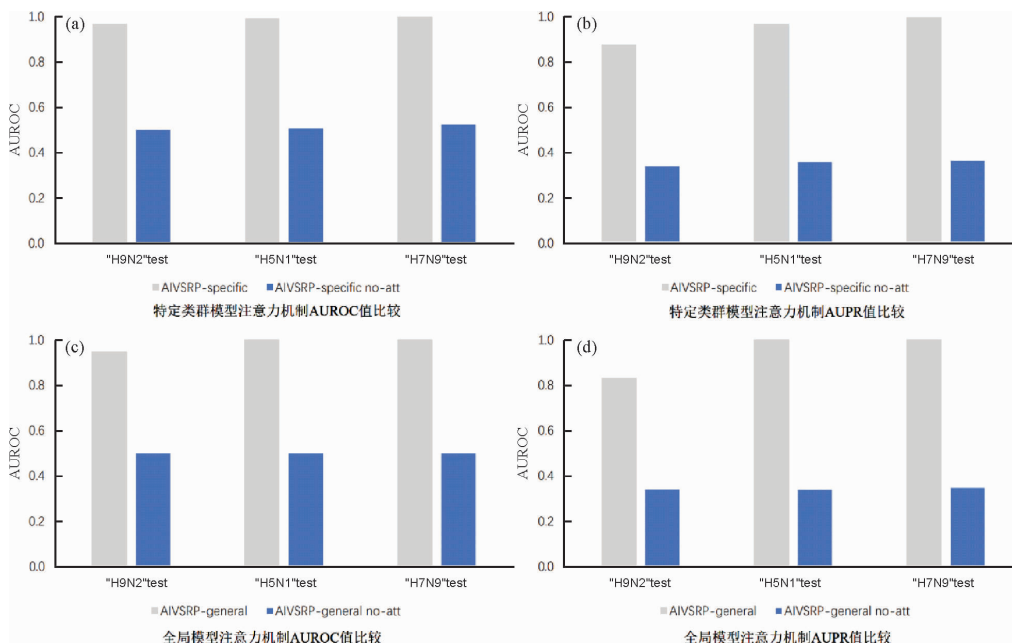 (a)
AUROC
1.0
0.8
0.6
0.4
0.2
0.0
"H9N2"test "H5N1"test "H7N9"test
AIVSRP-specific AIVSRP-specific no-att
特定类群模型注意力机制AUROC值比较
(b)
AUROC
1.0
0.8
0.6
0.4
0.2
0.0
"H9N2"test "H5N1"test "H7N9"test
AIVSRP-specific AIVSRP-specific no-att
特定类群模型注意力机制AUPR值比较
(c)
AUROC
1.0
0.8
0.6
0.4
0.2
0.0
"H9N2"test "H5N1"test "H7N9"test
AIVSRP-general AIVSRP-general no-att
全局模型注意力机制AUROC值比较
(d)
AUROC
1.0
0.8
0.6
0.4
0.2
0.0
"H9N2"test "H5N1"test "H7N9"test
AIVSRP-general AIVSRP-general no-att
全局模型注意力机制AUPR值比较